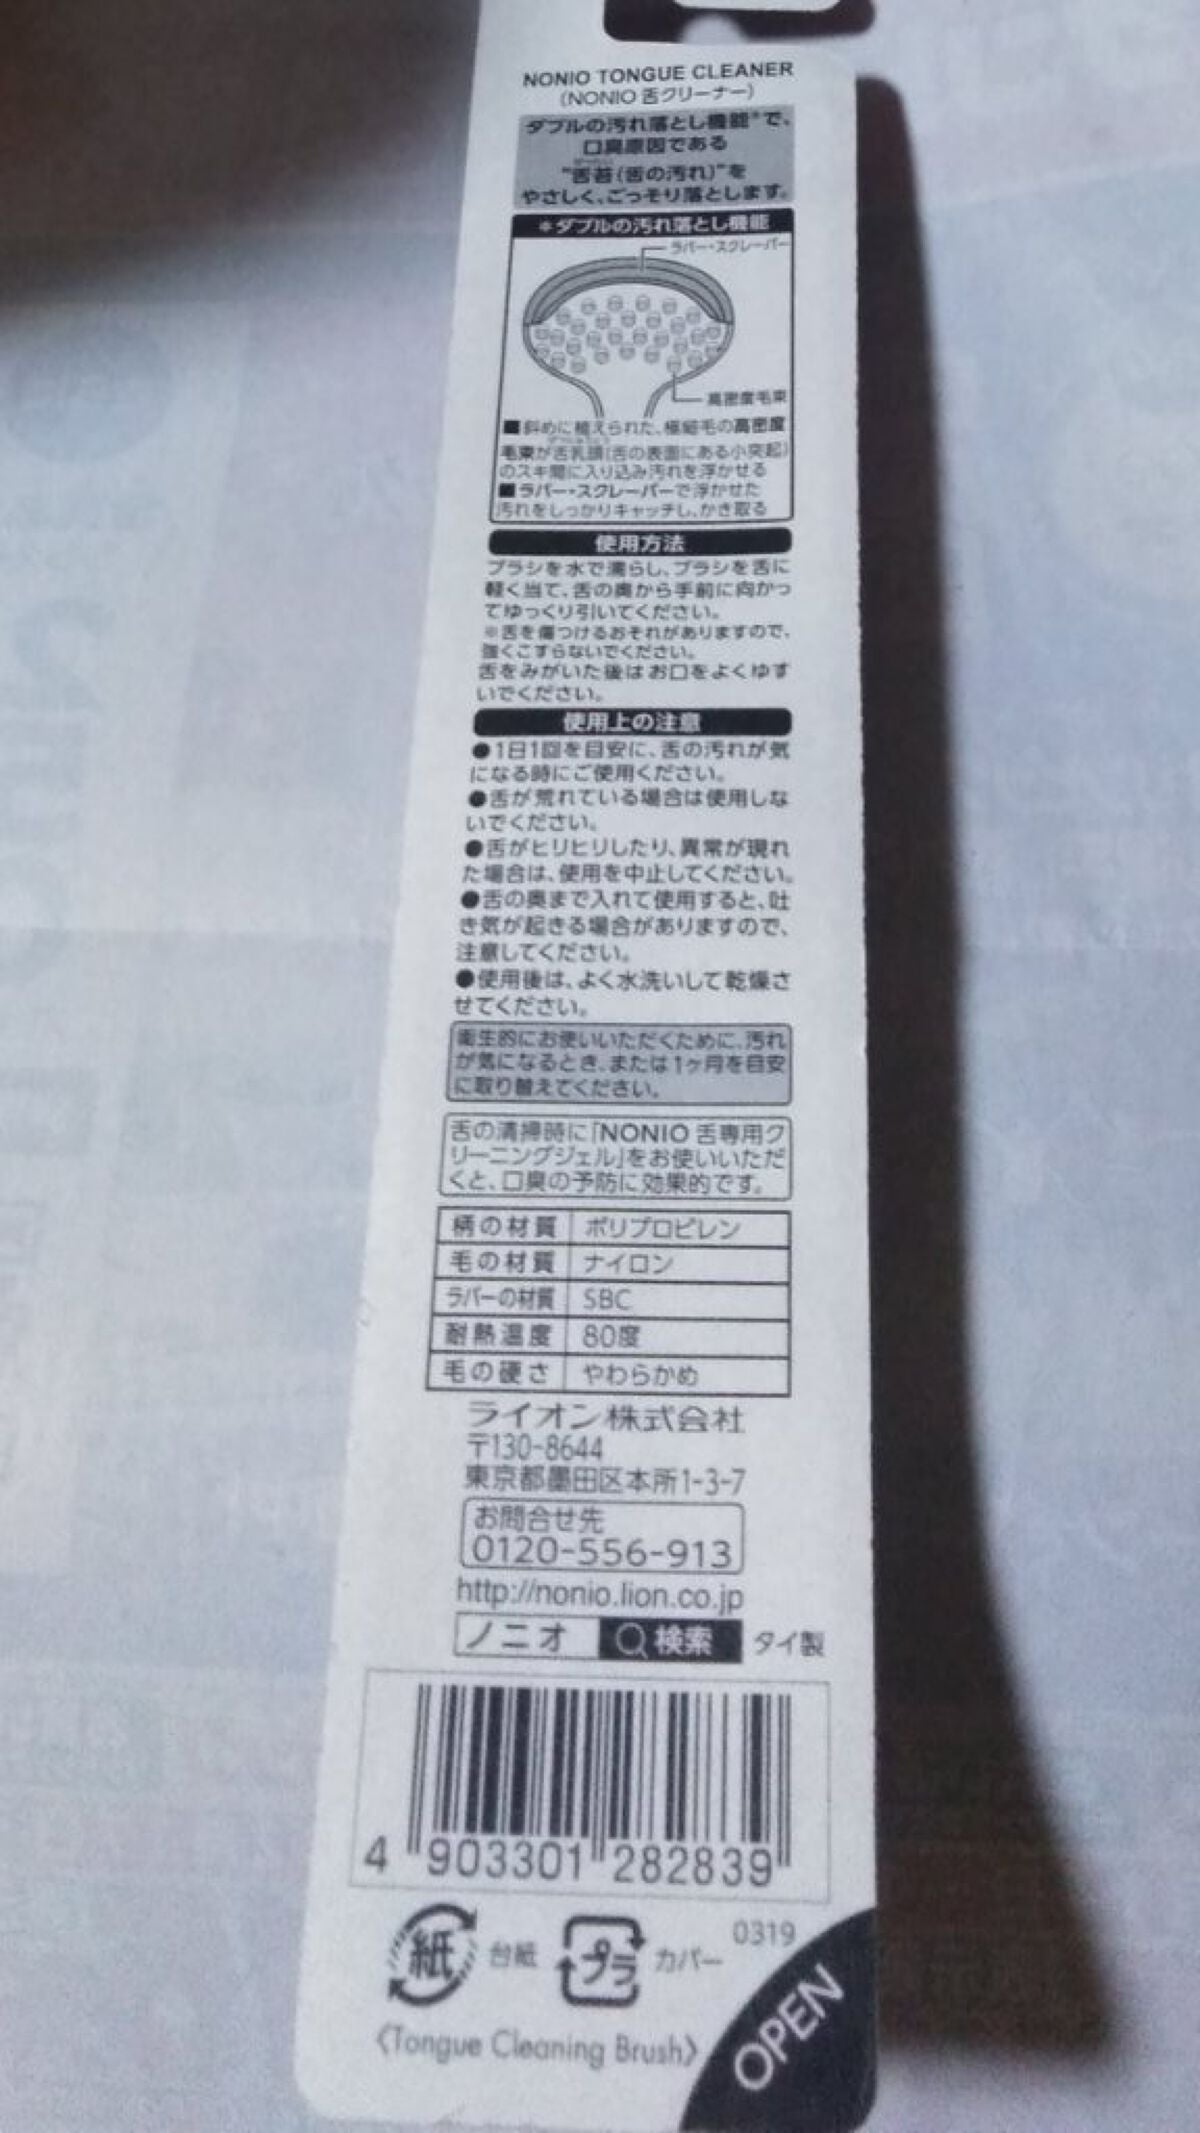 NONIO TONGUE CLEANER
(NONIO 舌クリーナー)
ダブルの汚れ落とし機能*で、
口臭原因である
"舌苔(舌の汚れ)"を
やさしく、ごっそり落とします。
*ダブルの汚れ落とし機能
ラバー・スクレーパー
高密度毛束
■斜めに植えられた、極細毛の高密度
毛束が舌乳頭(舌の表面にある小突起)
のスキ間に入り込み汚れを浮かせる
■ラバー・スクレーパーで浮かせた
汚れをしっかりキャッチし、かき取る
使用方法
ブラシを水で濡らし、ブラシを舌に
軽く当て、舌の奥から手前に向かっ
てゆっくり引いてください。
※舌を傷つけるおそれがありますので、
強くこすらないでください。
舌をみがいた後はお口をよくゆす
いでください。
使用上の注意
●1日1回を目安に、舌の汚れが気
になる時にご使用ください。
●舌が荒れている場合は使用しな
いでください。
●舌がヒリヒリしたり、異常が現れ
た場合は、使用を中止してください。
●舌の奥まで入れて使用すると、吐
き気が起きる場合がありますので、
注意してください。
●使用後は、よく水洗いして乾燥さ
せてください。
衛生的にお使いいただくために、汚れ
が気になるとき、または1ヶ月を目安
に取り替えてください。
舌の清掃時に「NONIO 舌専用ク
リーニングジェル」をお使いいただ
くと、口臭の予防に効果的です。
柄の材質 ポリプロピレン
毛の材質 ナイロン
ラバーの材質 SBC
耐熱温度 80度
毛の硬さ やわらかめ
ライオン株式会社
〒130-8644
東京都墨田区本所1-3-7
お問合せ先
0120-556-913
http://nonio.lion.co.jp
ノニオ 検索 タイ製
4 903301 282839
紙 台紙 プラ カバー 0319
〈Tongue Cleaning Brush〉
OPEN